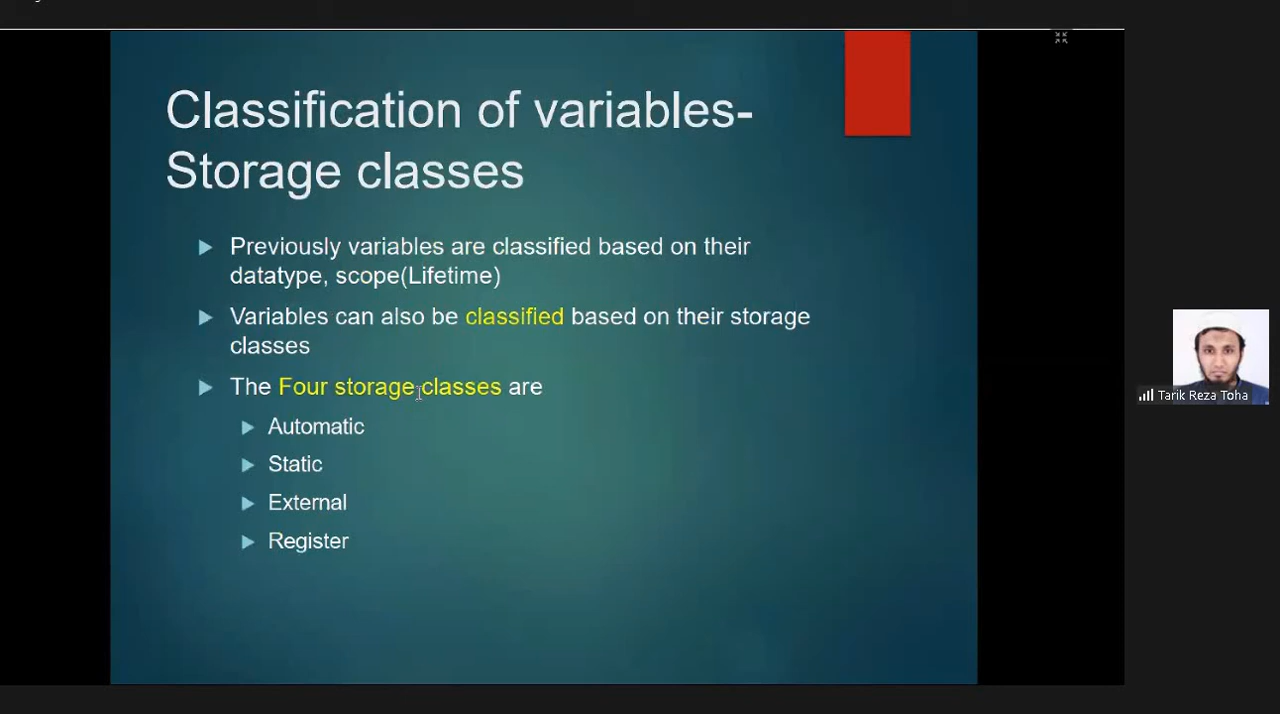 Classification of variables-
Storage classes
Previously variables are classified based on their
datatype, scope(Lifetime)
Variables can also be classified based on their storage
classes
The Four storage classes are
Automatic
Static
External
Register
Tarik Reza Toha